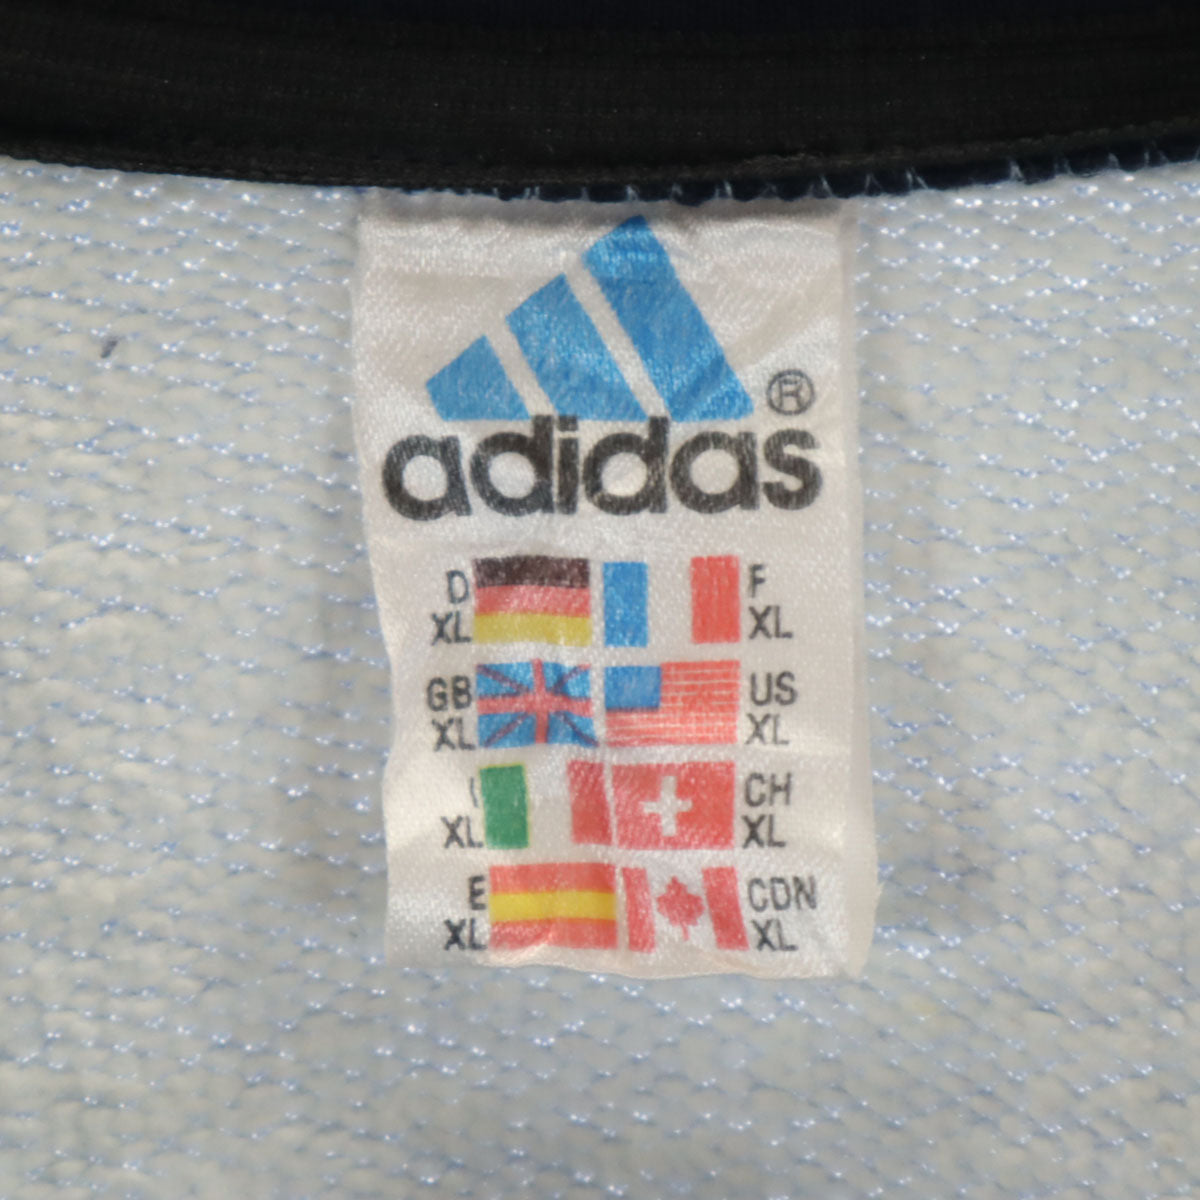 ®
adidas
D F
XL XL
GB US
XL XL
I CH
XL XL
E CDN
XL XL